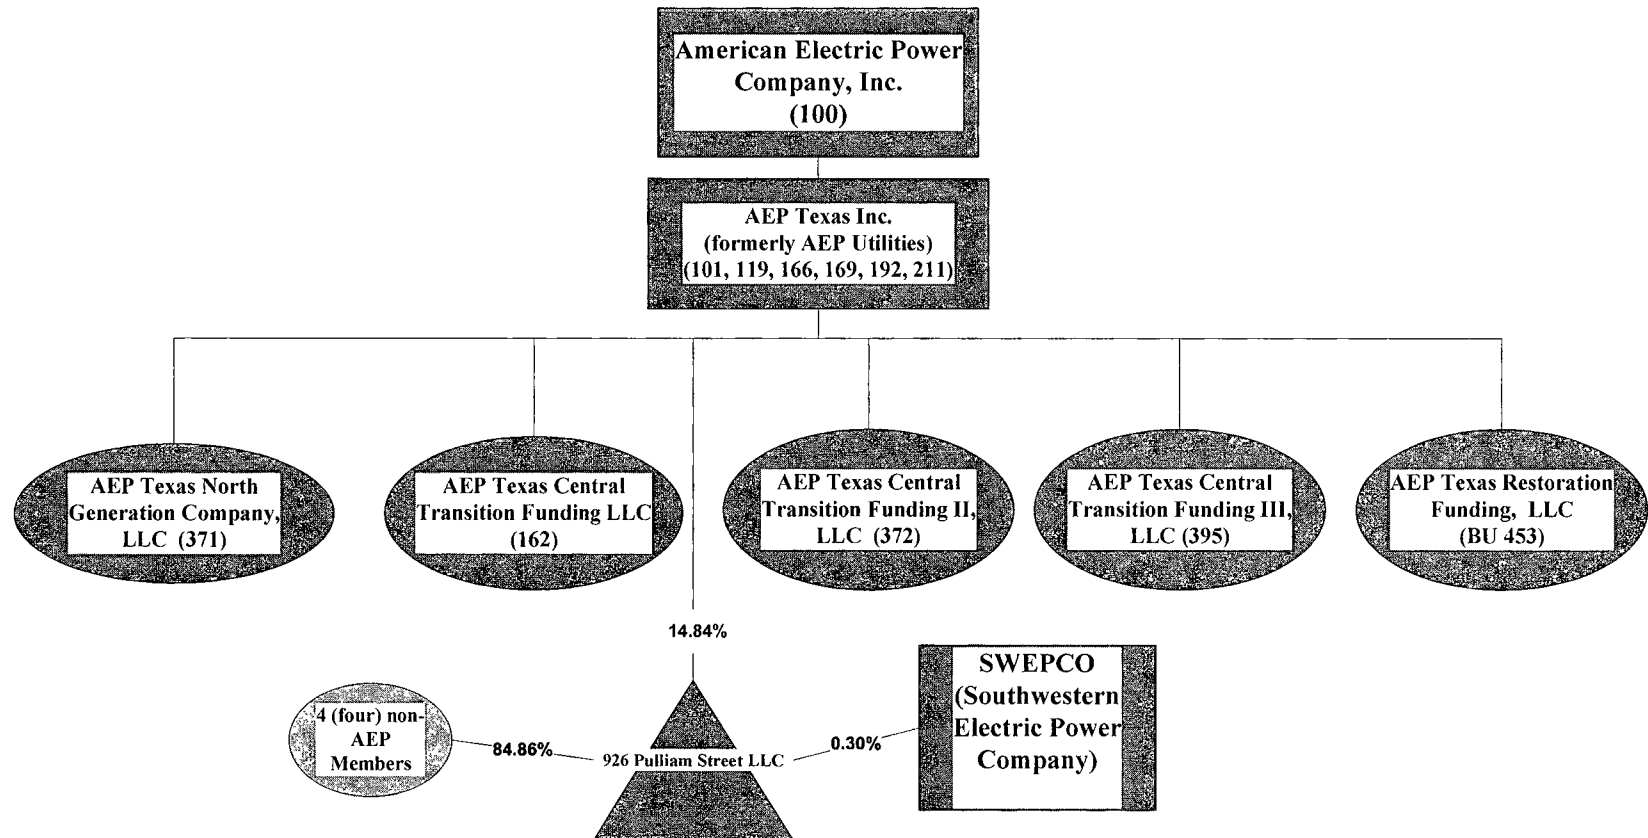 American Electric Power
Company, Inc.
(100)
AEP Texas Inc.
(formerly AEP Utilities)
(101, 119, 166, 169, 192, 211)
AEP Texas North
Generation Company,
LLC (371)
AEP Texas Central
Transition Funding LLC
(162)
AEP Texas Central
Transition Funding II,
LLC (372)
AEP Texas Central
Transition Funding III,
LLC (395)
AEP Texas Restoration
Funding, LLC
(BU 453)
14.84%
4 (four) non-
AEP
Members
84.86%
926 Pulliam Street LLC
0.30%
SWEPCO
(Southwestern
Electric Power
Company)